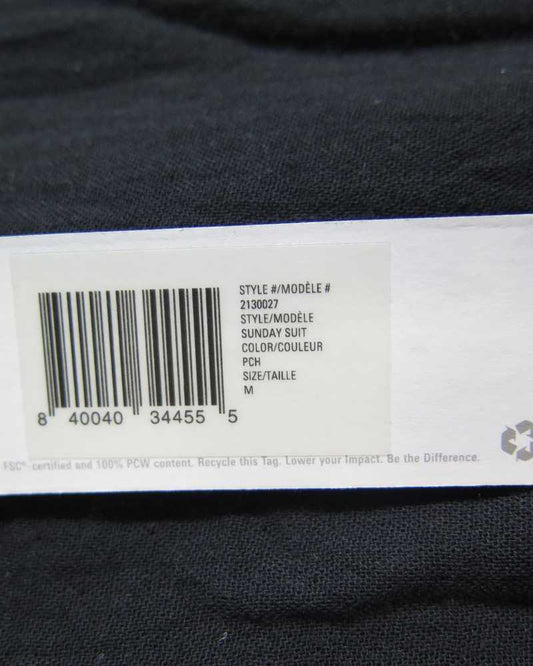 STYLE #/MODÈLE #
2130027
STYLE/MODÈLE
SUNDAY SUIT
COLOR/COULEUR
PCH
SIZE/TAILLE
M
8 40040 34455 5
FSC® certified and 100% PCW content. Recycle this Tag. Lower your Impact. Be the Difference.